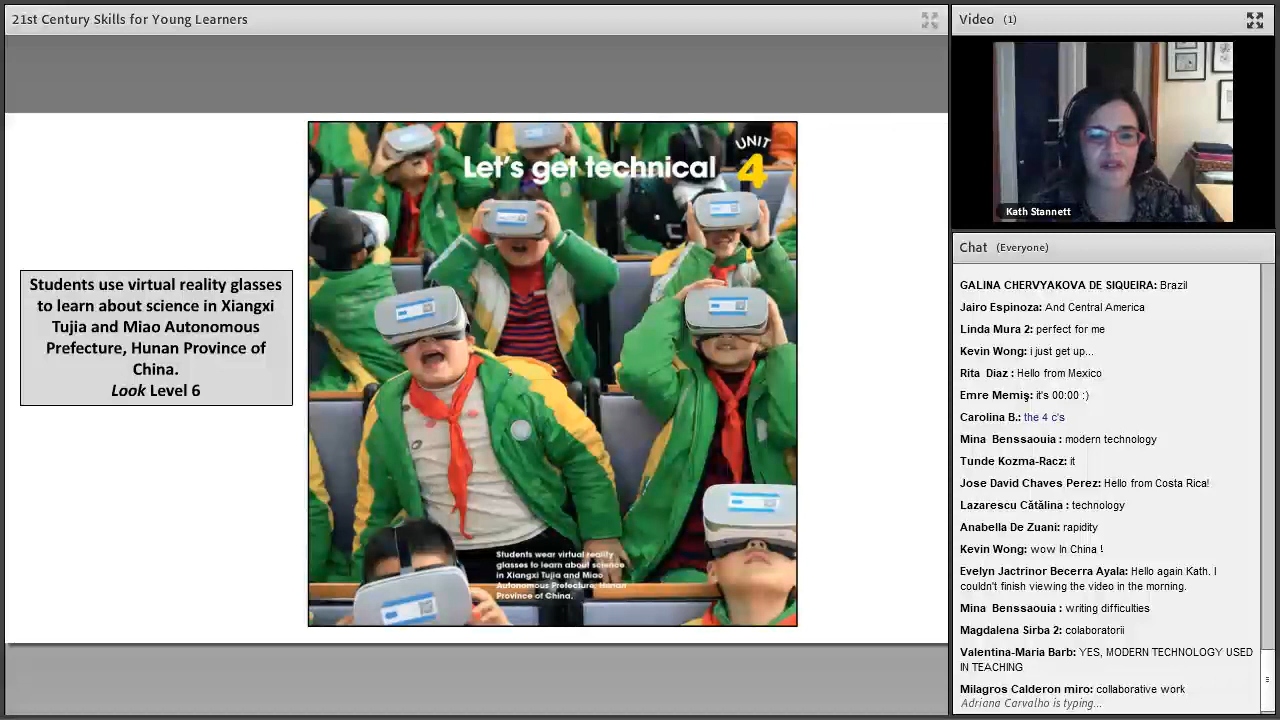 21st Century Skills for Young Learners
Students use virtual reality glasses
to learn about science in Xiangxi
Tujia and Miao Autonomous
Prefecture, Hunan Province of
China.
Look Level 6
Let's get technical
UNIT
4
Students wear virtual reality
glasses to learn about science
in Xiangxi Tujia and Miao
Autonomous Prefecture, Hunan
Province of China.
Video (1)
Kath Stannett
Chat (Everyone)
GALINA CHERVYAKOVA DE SIQUEIRA: Brazil
Jairo Espinoza: And Central America
Linda Mura 2: perfect for me
Kevin Wong: i just get up...
Rita Diaz : Hello from Mexico
Emre Memiş: it's 00:00 :)
Carolina B.: the 4 c's
Mina Benssaouia : modern technology
Tunde Kozma-Racz: it
Jose David Chaves Perez: Hello from Costa Rica!
Lazarescu Cătălina : technology
Anabella De Zuani: rapidity
Kevin Wong: wow In China !
Evelyn Jactrinor Becerra Ayala: Hello again Kath. I
couldn't finish viewing the video in the morning.
Mina Benssaouia : writing difficulties
Magdalena Sirba 2: colaboratorii
Valentina-Maria Barb: YES, MODERN TECHNOLOGY USED
IN TEACHING
Milagros Calderon miro: collaborative work
Adriana Carvalho is typing...